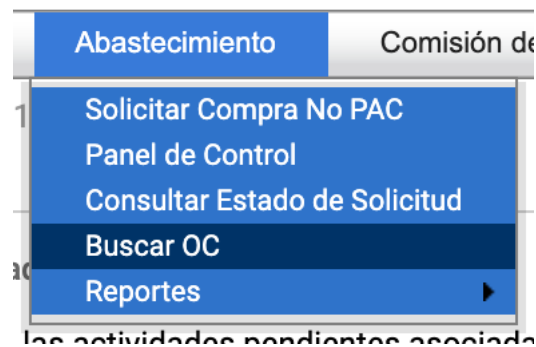 Abastecimiento
Comisión de
1
Solicitar Compra No PAC
Panel de Control
Consultar Estado de Solicitud
Buscar OC
Reportes
las actividades pendientes asociada